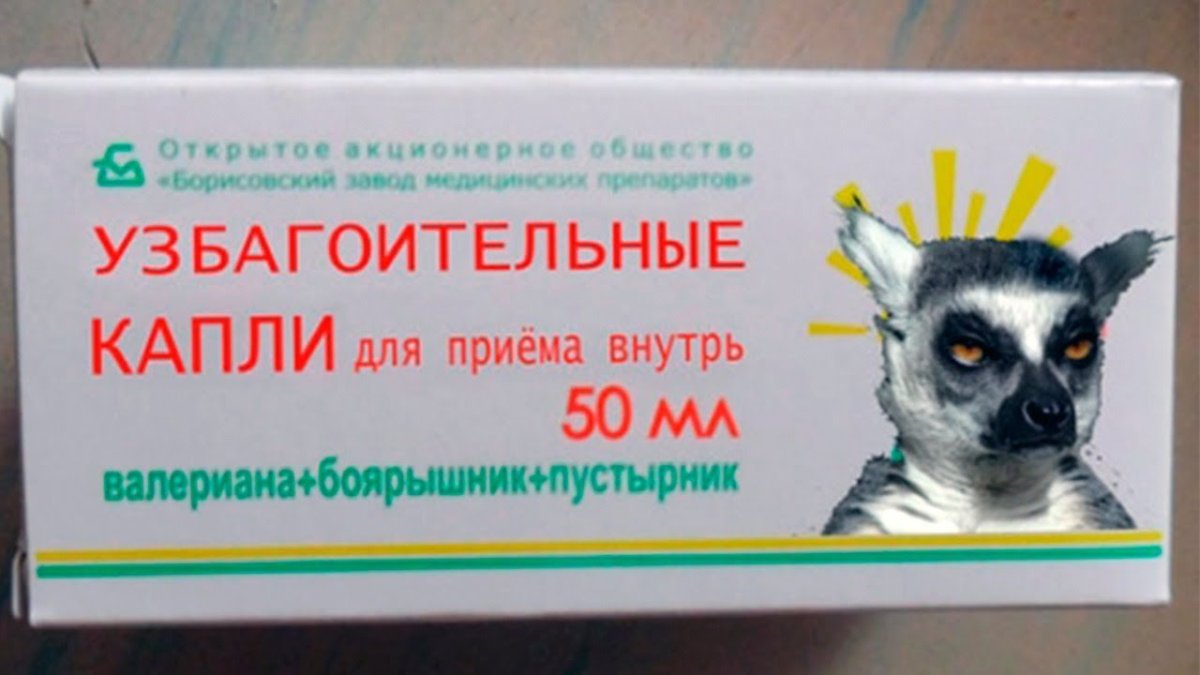 Открытое акционерное общество
«Борисовский завод медицинских препаратов»
УЗБАГОИТЕЛЬНЫЕ
КАПЛИ для приёма внутрь
50 мл
валериана+боярышник+пустырник